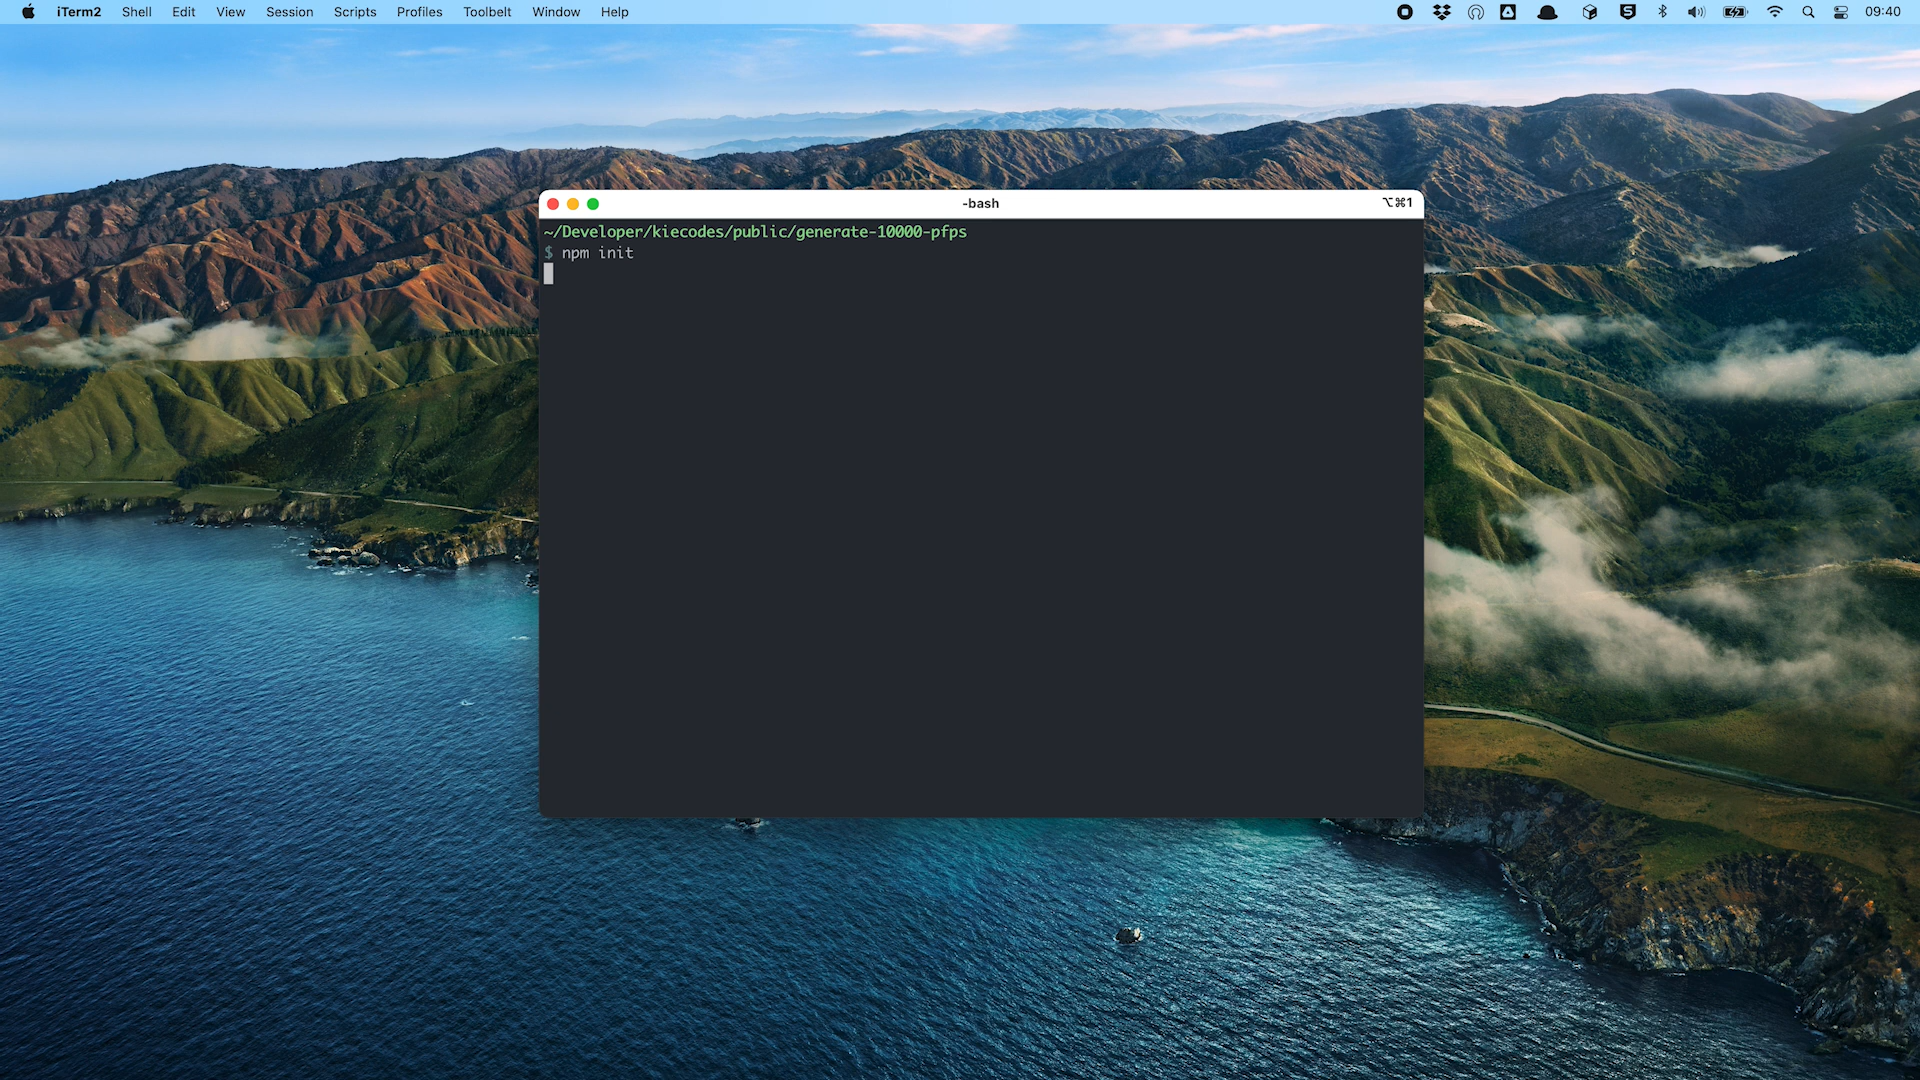 iTerm2 Shell Edit View Session Scripts Profiles Toolbelt Window Help 09:40
-bash ⌥⌘1
~/Developer/kiecodes/public/generate-10000-pfps
$ npm init